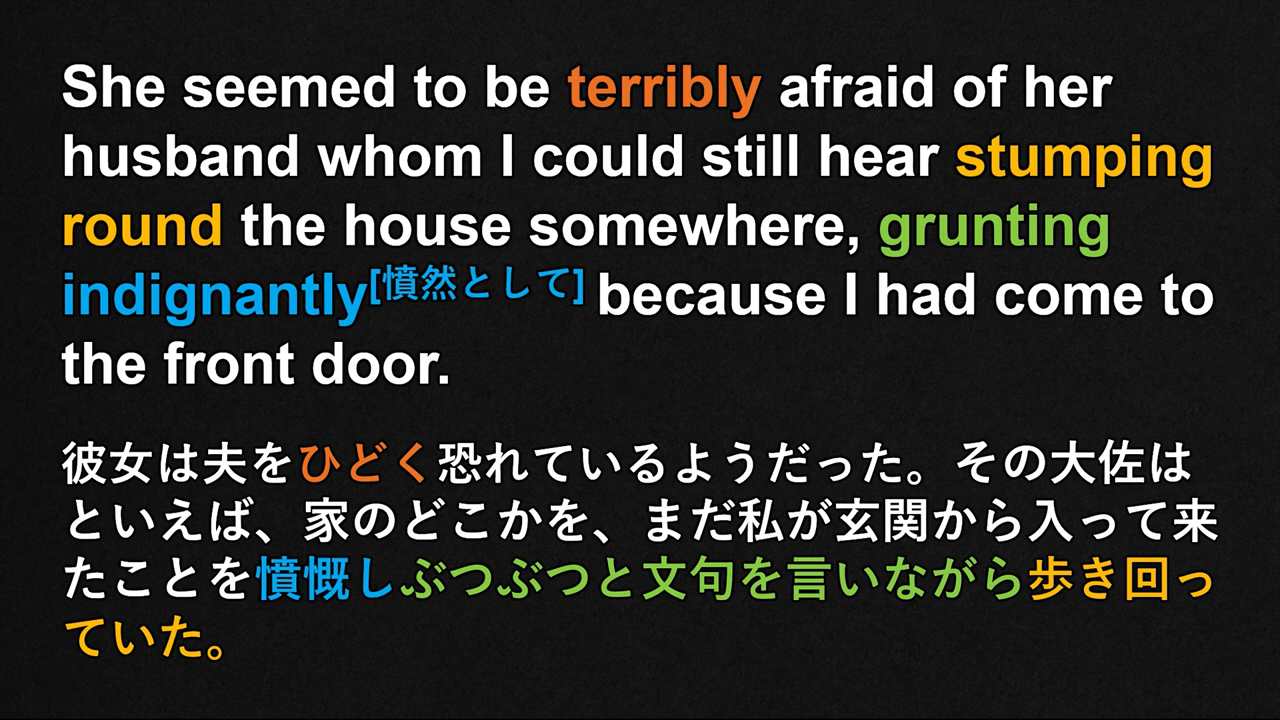 She seemed to be terribly afraid of her
husband whom I could still hear stumping
round the house somewhere, grunting
indignantly[憤然として] because I had come to
the front door.
彼女は夫をひどく恐れているようだった。その大佐は
といえば、家のどこかを、まだ私が玄関から入って来
たことを憤慨しぶつぶつと文句を言いながら歩き回っ
ていた。